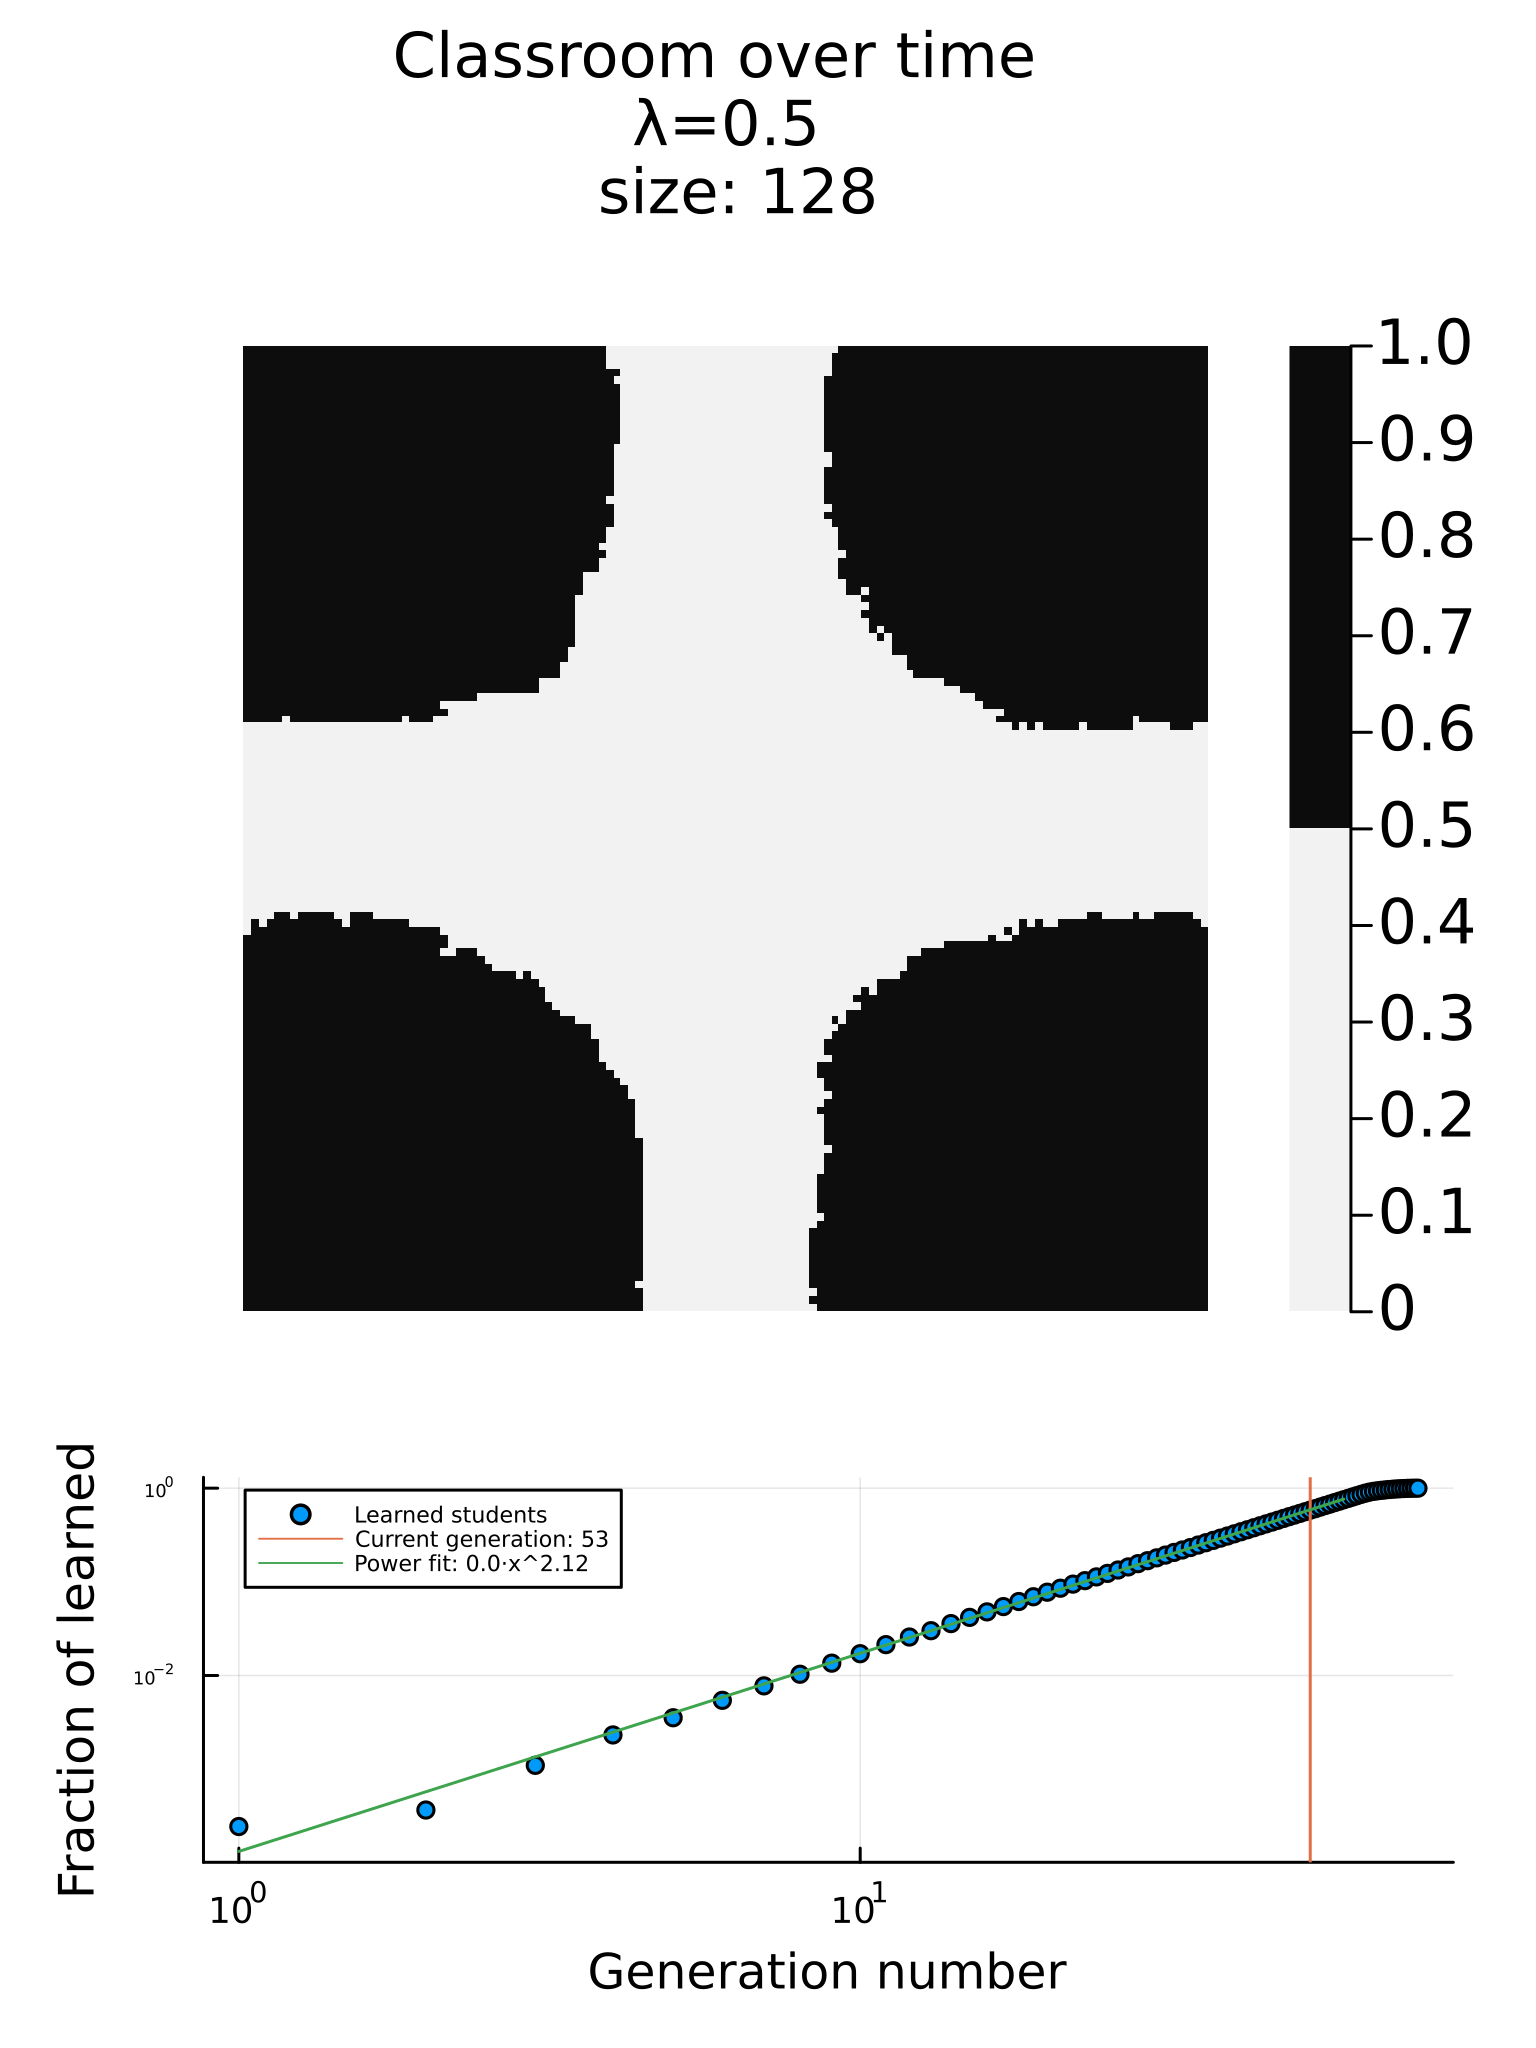 Classroom over time
λ=0.5
size: 128
1.0
0.9
0.8
0.7
0.6
0.5
0.4
0.3
0.2
0.1
0
Fraction of learned
10^0
10^-2
Learned students
Current generation: 53
Power fit: 0.0·x^2.12
10^0
10^1
Generation number